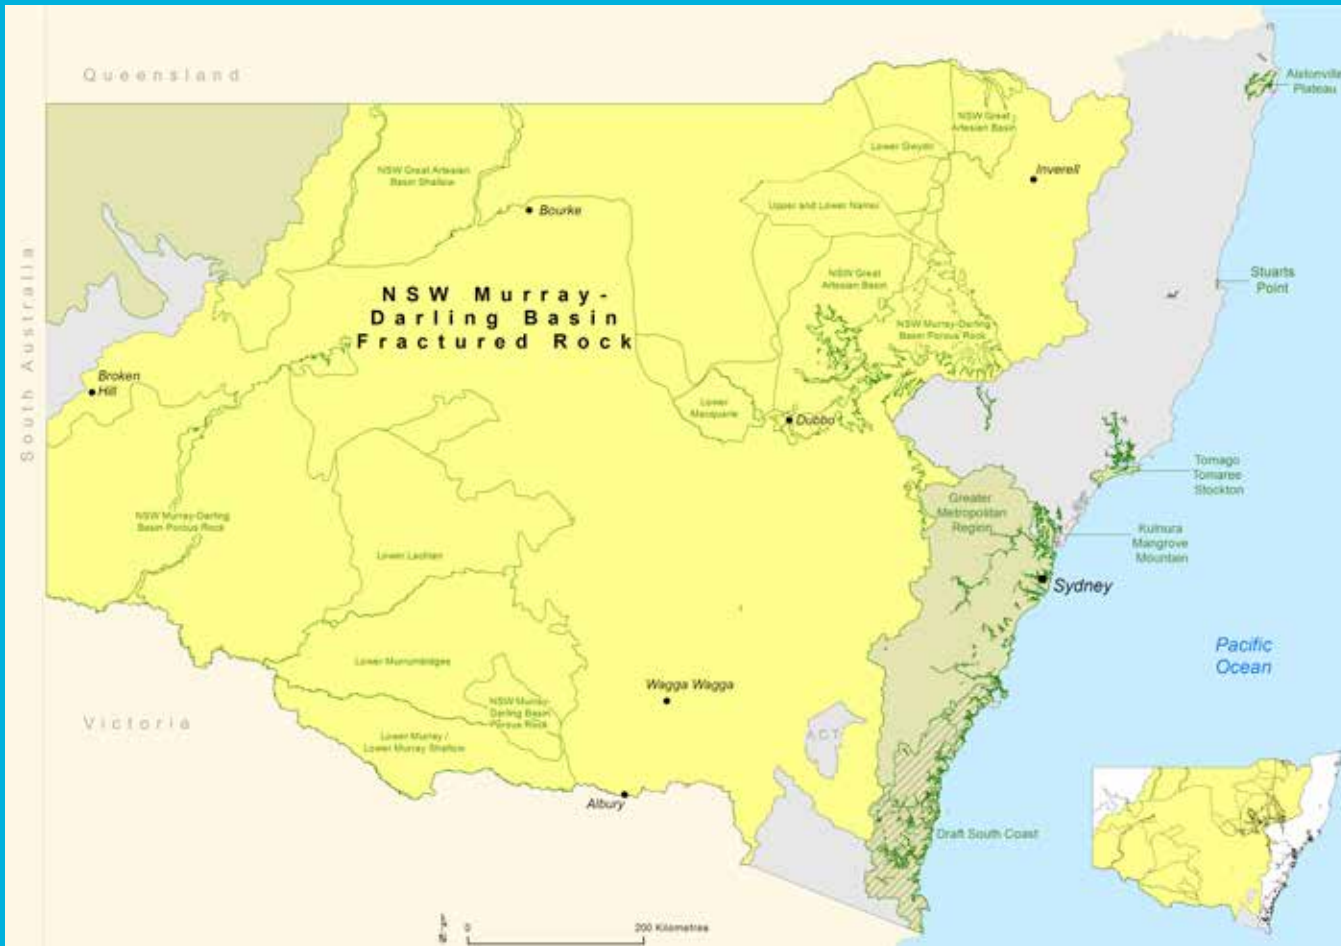 Queensland
Alstonville
Plateau
NSW Great
Artesian Basin
Lower Gwydir
NSW Great Artesian
Basin Shallow
Inverell
Upper and Lower Namoi
Bourke
South Australia
NSW Great
Artesian Basin
Stuarts
Point
NSW Murray-
Darling Basin
Fractured Rock
NSW Murray-Darling
Basin Porous Rock
Broken
Hill
Lower
Macquarie
Dubbo
Tomago
Tomaree
Stockton
Greater
Metropolitan
Region
NSW Murray-Darling
Basin Porous Rock
Kulnura
Mangrove
Mountain
Lower Lachlan
Sydney
Pacific
Ocean
Lower Murrumbidgee
Wagga Wagga
NSW Murray-
Darling Basin
Porous Rock
Victoria
Lower Murray /
Lower Murray Shallow
ACT
Albury
Draft South Coast
N
0 200 Kilometres